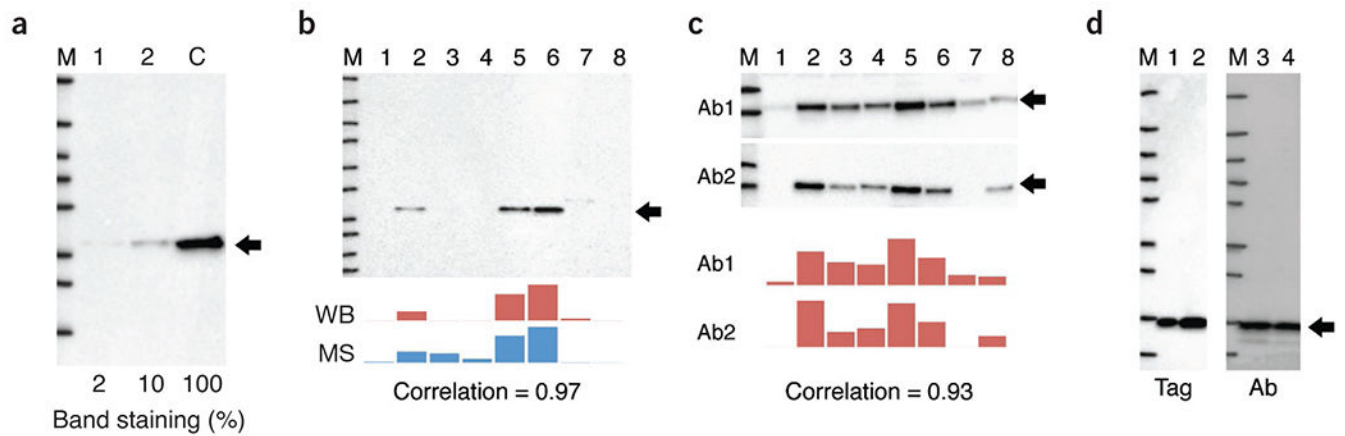 a
M 1 2 C
2 10 100
Band staining (%)
b
M 1 2 3 4 5 6 7 8
WB
MS
Correlation = 0.97
c
M 1 2 3 4 5 6 7 8
Ab1
Ab2
Ab1
Ab2
Correlation = 0.93
d
M 1 2 M 3 4
Tag Ab